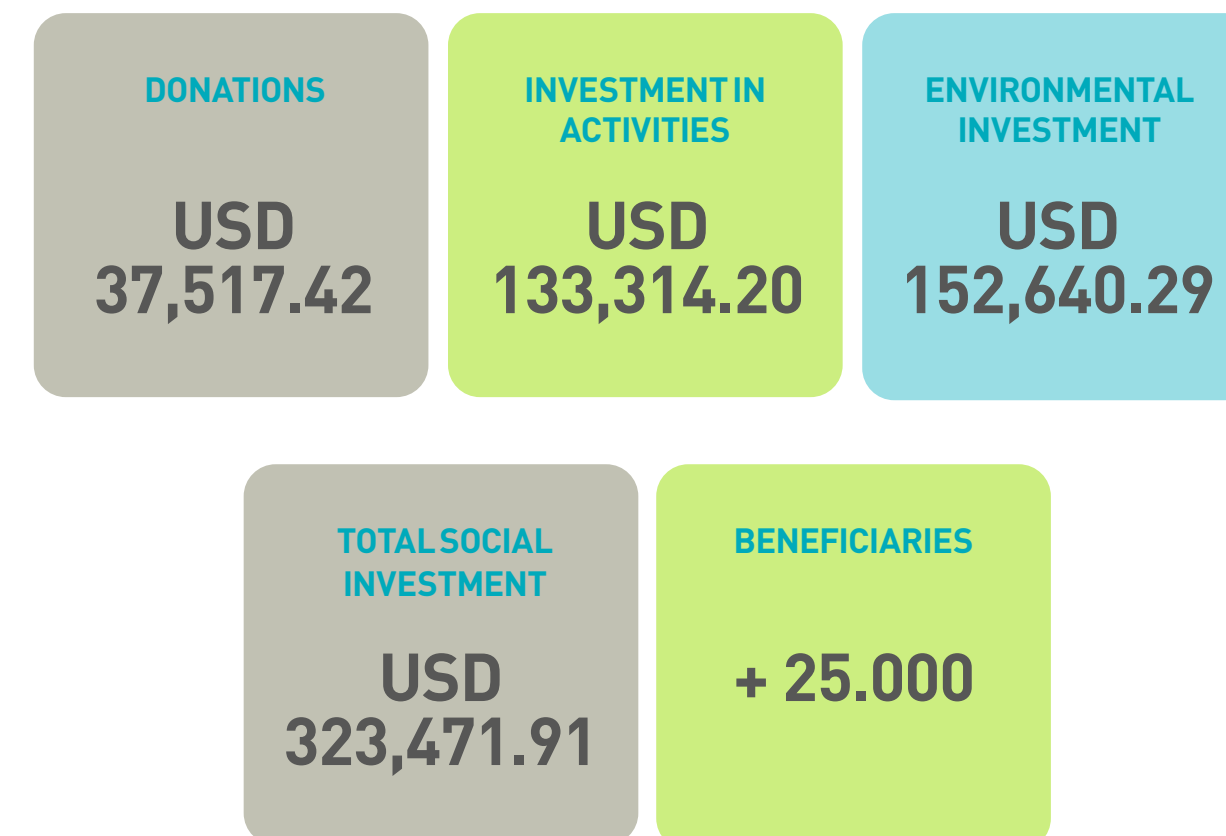 DONATIONS
USD
37,517.42
INVESTMENT IN
ACTIVITIES
USD
133,314.20
ENVIRONMENTAL
INVESTMENT
USD
152,640.29
TOTAL SOCIAL
INVESTMENT
USD
323,471.91
BENEFICIARIES
+ 25.000